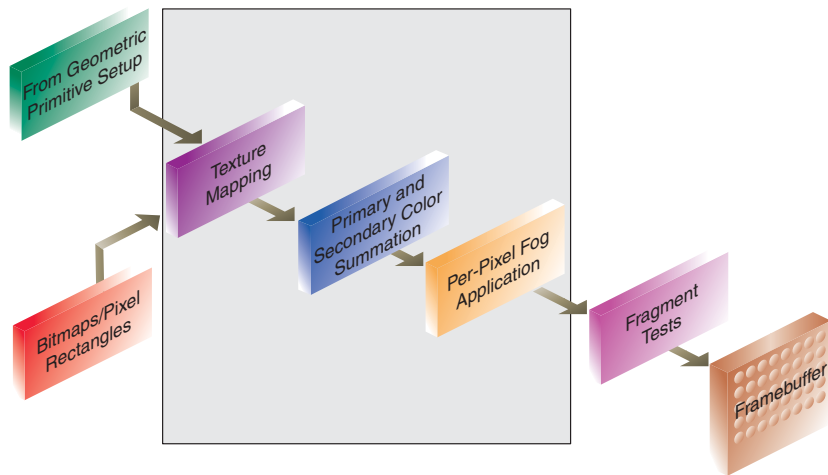 From Geometric
Primitive Setup
Texture
Mapping
Primary and
Secondary Color
Summation
Per-Pixel Fog
Application
Bitmaps/Pixel
Rectangles
Fragment
Tests
Framebuffer